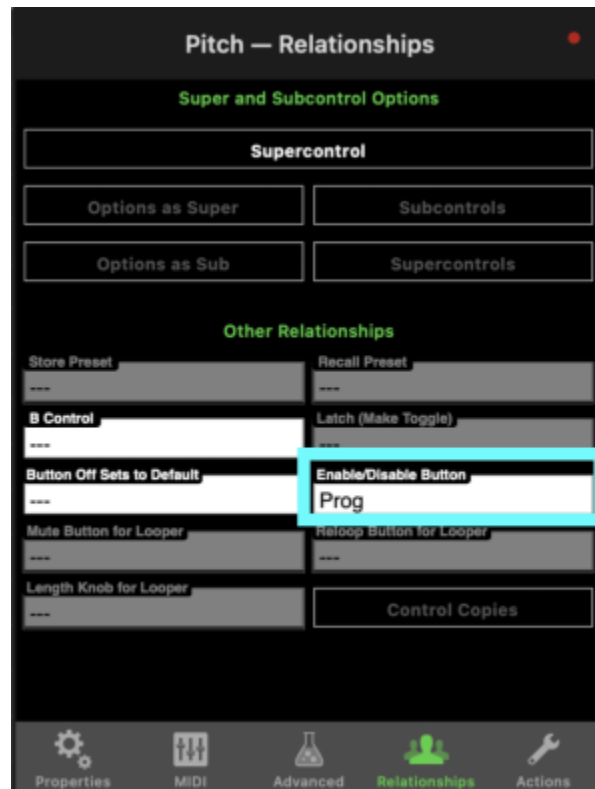 Pitch — Relationships
Super and Subcontrol Options
Supercontrol
Options as Super
Subcontrols
Options as Sub
Supercontrols
Other Relationships
Store Preset
Recall Preset
---
---
B Control
Latch (Make Toggle)
---
---
Button Off Sets to Default
Enable/Disable Button
---
Prog
Mute Button for Looper
Reloop Button for Looper
---
---
Length Knob for Looper
---
Control Copies
Properties
MIDI
Advanced
Relationships
Actions